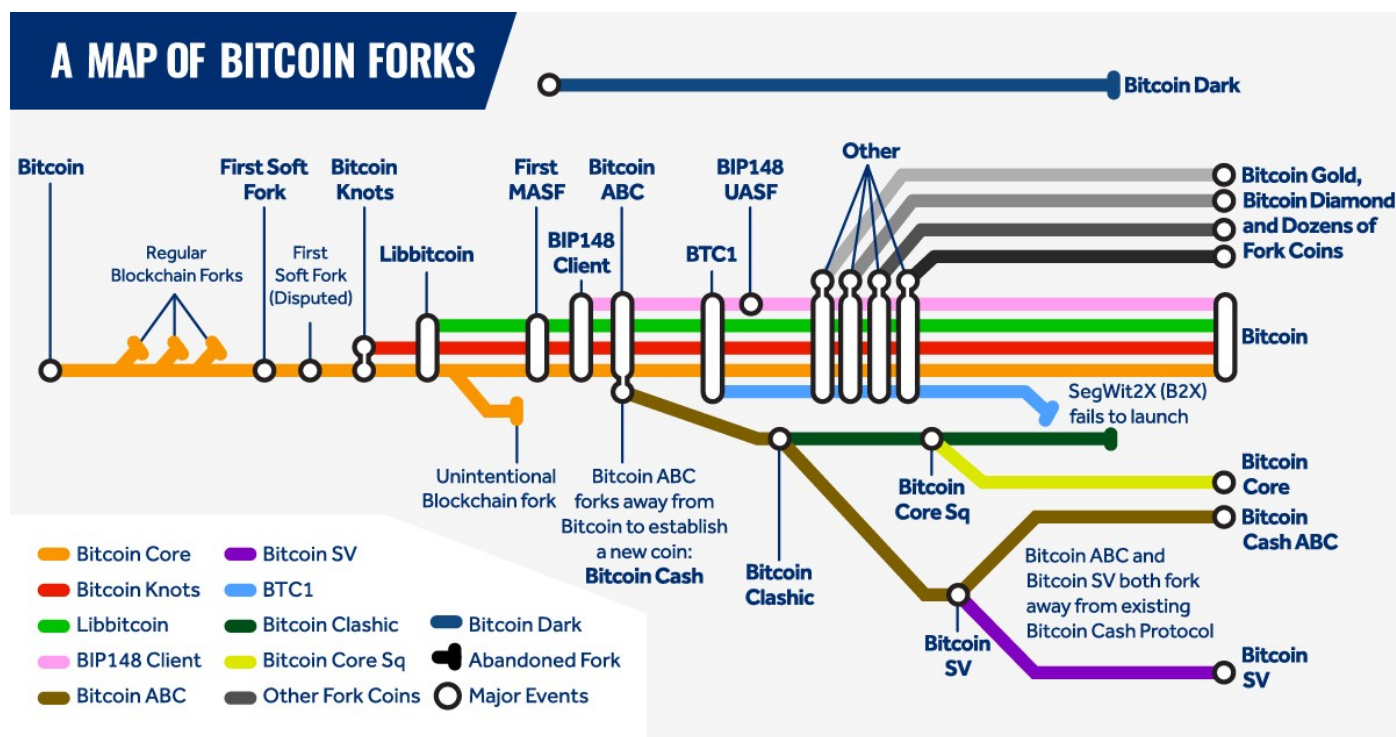 A MAP OF BITCOIN FORKS
Bitcoin Dark
Bitcoin
First Soft
Fork
Bitcoin
Knots
First
MASF
Bitcoin
ABC
BIP148
UASF
Other
Bitcoin Gold,
Bitcoin Diamond
and Dozens of
Fork Coins
Regular
Blockchain Forks
First
Soft Fork
(Disputed)
Libbitcoin
BIP148
Client
BTC1
Bitcoin
SegWit2X (B2X)
fails to launch
Unintentional
Blockchain fork
Bitcoin ABC
forks away from
Bitcoin to establish
a new coin:
Bitcoin Cash
Bitcoin
Clashic
Bitcoin
Core Sq
Bitcoin
Core
Bitcoin
Cash ABC
Bitcoin ABC and
Bitcoin SV both fork
away from existing
Bitcoin Cash Protocol
Bitcoin
SV
Bitcoin
SV
Bitcoin Core
Bitcoin Knots
Libbitcoin
BIP148 Client
Bitcoin ABC
Bitcoin SV
BTC1
Bitcoin Clashic
Bitcoin Core Sq
Other Fork Coins
Bitcoin Dark
Abandoned Fork
Major Events